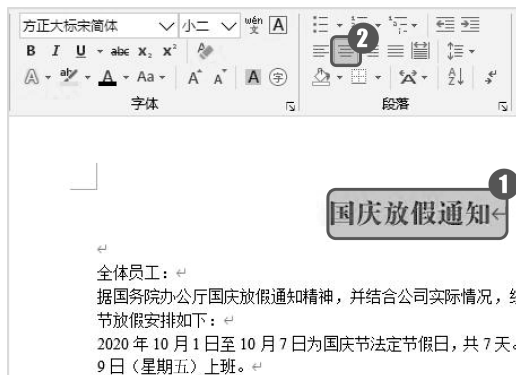 方正大标宋简体 小二 wén 文 A
B I U abc X₂ X²
2
A aby A Aa A A A 字
A Z
字体 段落
1
国庆放假通知
全体员工：
据国务院办公厅国庆放假通知精神，并结合公司实际情况，
节放假安排如下：
2020 年 10 月 1 日至 10 月 7 日为国庆节法定节假日，共 7 天。
9 日（星期五）上班。